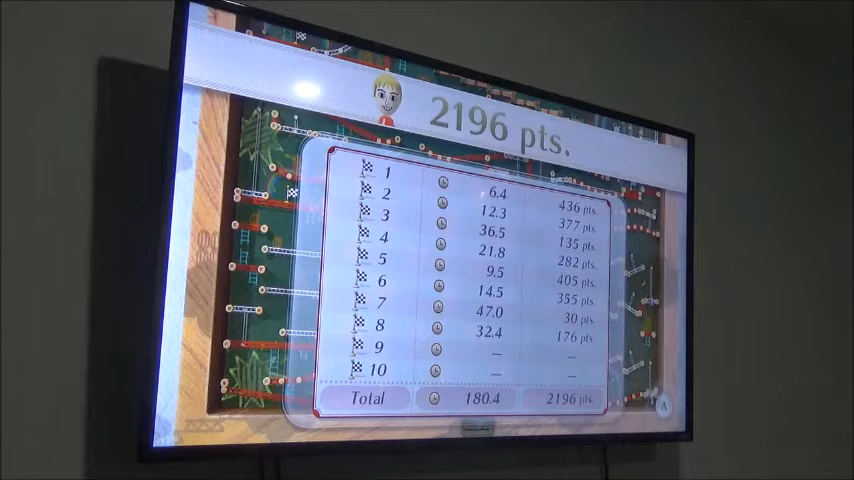 2196 pts.
1 6.4 436 pts.
2 12.3 377 pts.
3 36.5 135 pts.
4 21.8 282 pts.
5 9.5 405 pts.
6 14.5 355 pts.
7 47.0 30 pts.
8 32.4 176 pts.
9 – –
10 – –
Total 180.4 2196 pts.
A